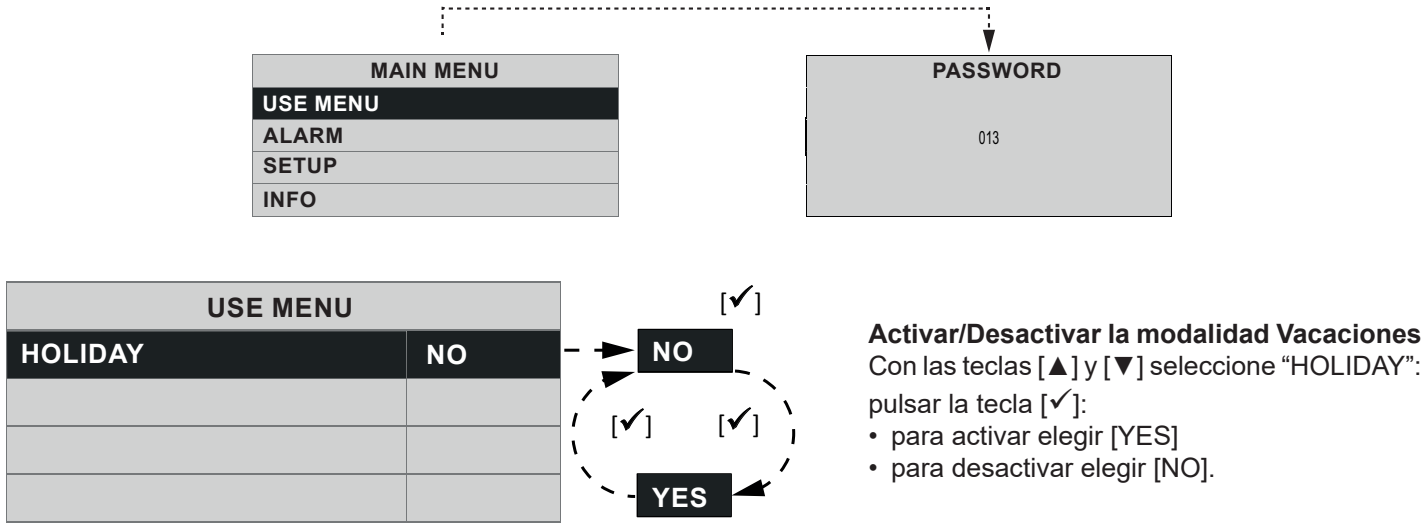 MAIN MENU
USE MENU
ALARM
SETUP
INFO
PASSWORD
013
USE MENU
HOLIDAY NO
[✓]
NO
[✓] [✓]
YES
Activar/Desactivar la modalidad Vacaciones
Con las teclas [▲] y [▼] seleccione “HOLIDAY”:
pulsar la tecla [✓]:
• para activar elegir [YES]
• para desactivar elegir [NO].